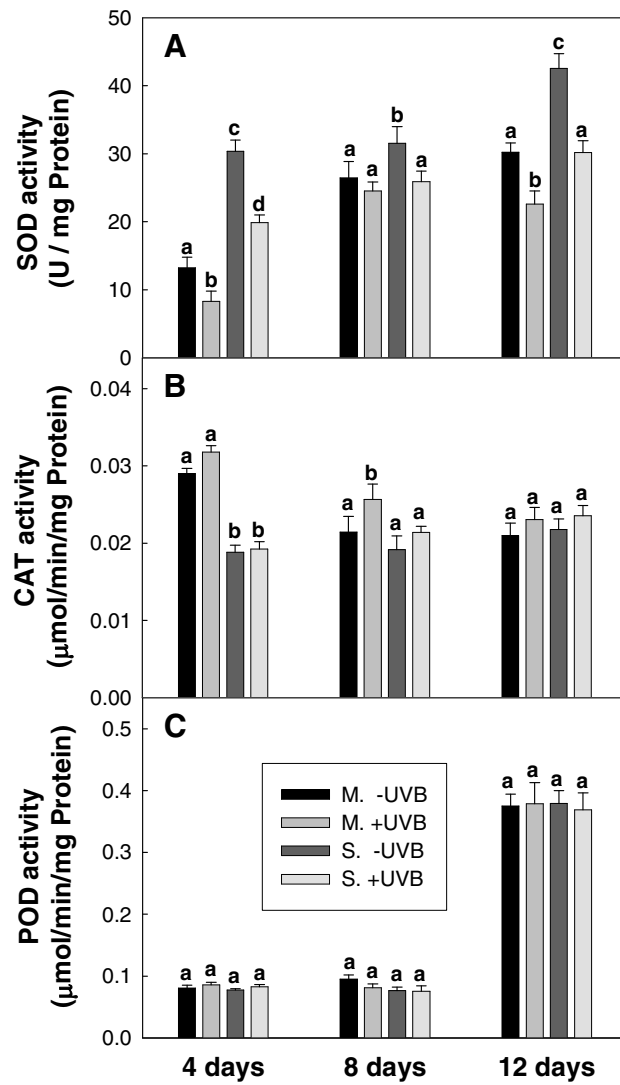 A
SOD activity
(U / mg Protein)
50
40
30
20
10
0
a b c d
a a b a
a b c a
B
CAT activity
(μmol/min/mg Protein)
0.04
0.03
0.02
0.01
0.00
a a b b
a b a a
a a a a
C
POD activity
(μmol/min/mg Protein)
0.5
0.4
0.3
0.2
0.1
0.0
M. -UVB
M. +UVB
S. -UVB
S. +UVB
a a a a
a a a a
a a a a
4 days 8 days 12 days